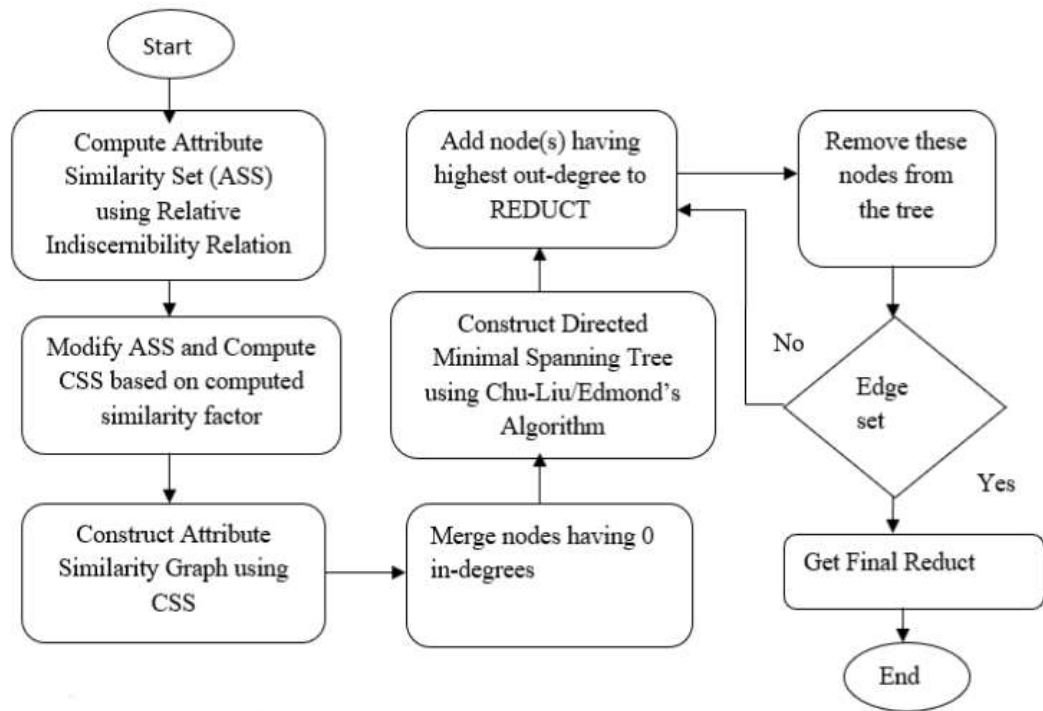 Start
Compute Attribute
Similarity Set (ASS)
using Relative
Indiscernibility Relation
Modify ASS and Compute
CSS based on computed
similarity factor
Construct Attribute
Similarity Graph using
CSS
Merge nodes having 0
in-degrees
Construct Directed
Minimal Spanning Tree
using Chu-Liu/Edmond’s
Algorithm
Add node(s) having
highest out-degree to
REDUCT
Remove these
nodes from
the tree
No
Edge
set
Yes
Get Final Reduct
End